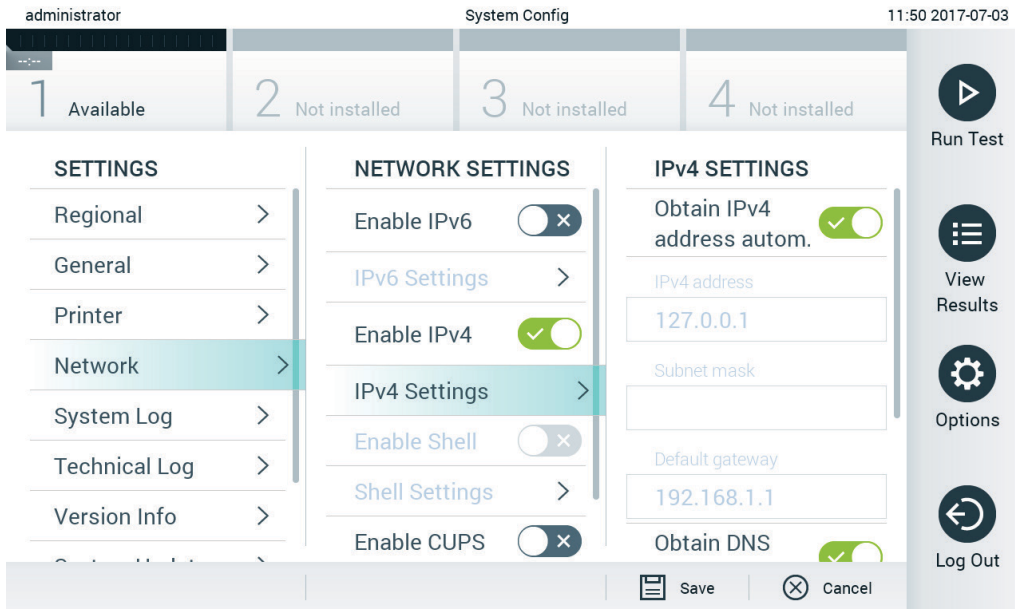 administrator
System Config
11:50 2017-07-03
--:--
1 Available
2 Not installed
3 Not installed
4 Not installed
Run Test
View
Results
Options
Log Out
SETTINGS
Regional
General
Printer
Network
System Log
Technical Log
Version Info
NETWORK SETTINGS
Enable IPv6
IPv6 Settings
Enable IPv4
IPv4 Settings
Enable Shell
Shell Settings
Enable CUPS
IPv4 SETTINGS
Obtain IPv4
address autom.
IPv4 address
127.0.0.1
Subnet mask
Default gateway
192.168.1.1
Obtain DNS
Save
Cancel